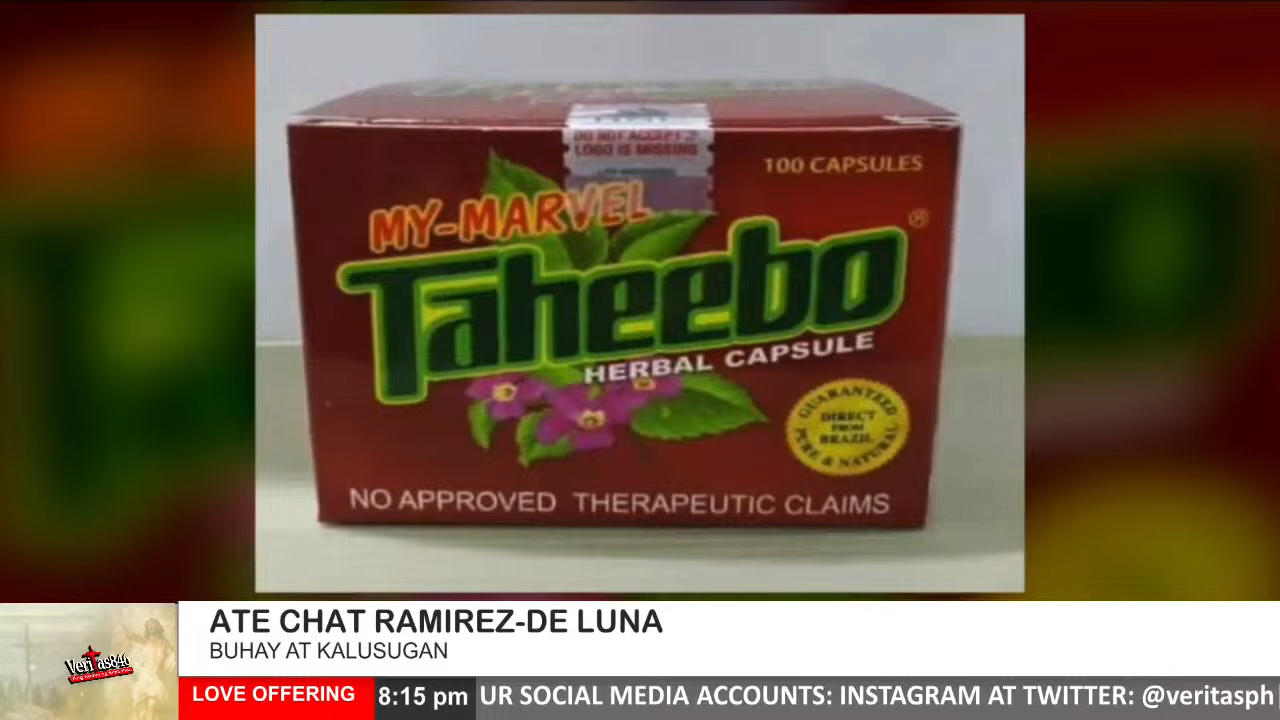 DO NOT ACCEPT IF
LOGO IS MISSING
100 CAPSULES
MY-MARVEL
Taheebo®
HERBAL CAPSULE
GUARANTEED
DIRECT
FROM
BRAZIL
PURE & NATURAL
NO APPROVED THERAPEUTIC CLAIMS
ATE CHAT RAMIREZ-DE LUNA
BUHAY AT KALUSUGAN
Veritas846
LOVE OFFERING
8:15 pm
UR SOCIAL MEDIA ACCOUNTS: INSTAGRAM AT TWITTER: @veritasph